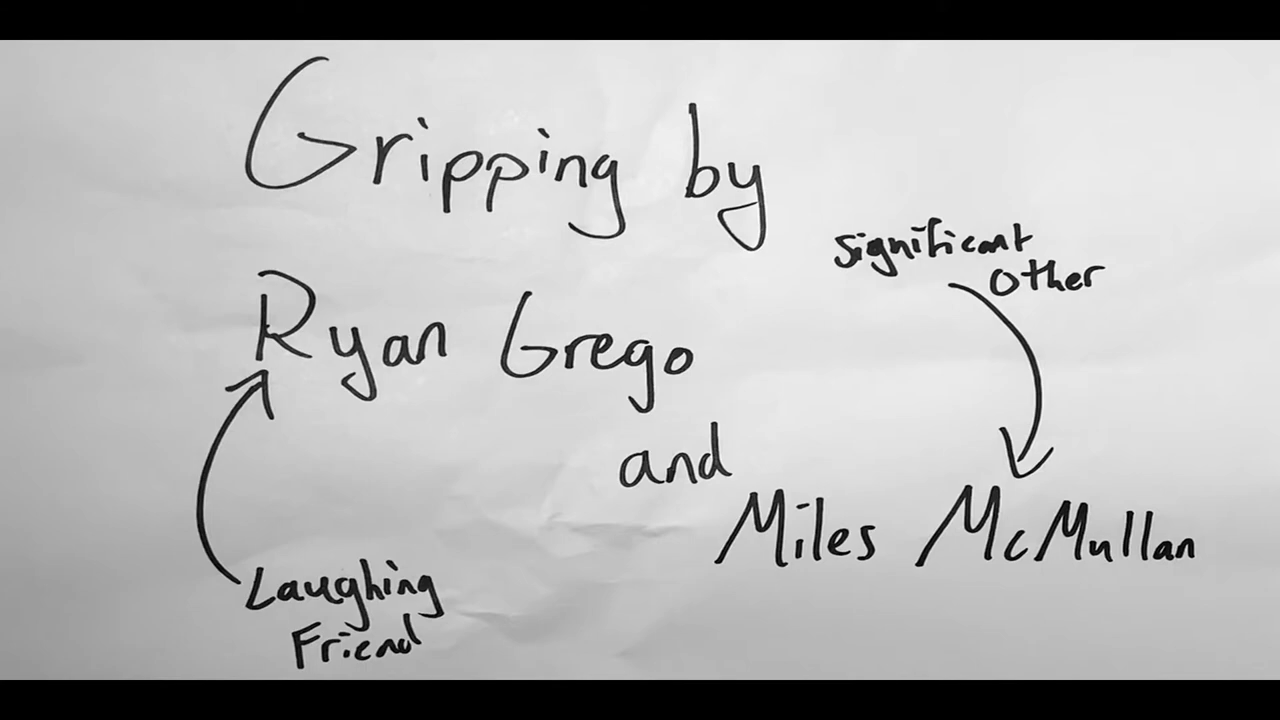 Gripping by
significant
other
Ryan Grego
and
Miles McMullan
Laughing
Friend